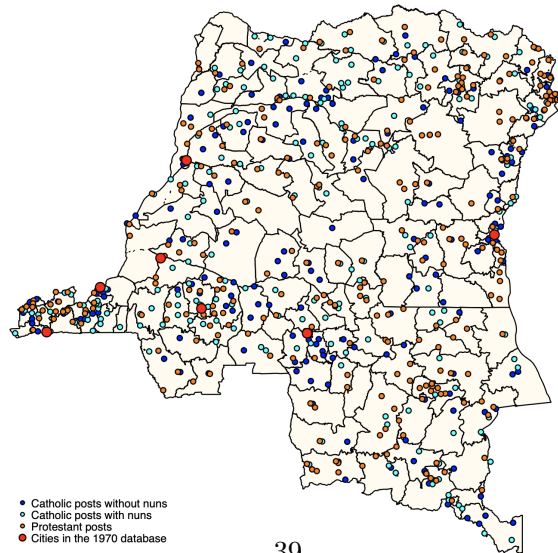 Catholic posts without nuns
Catholic posts with nuns
Protestant posts
Cities in the 1970 database
39